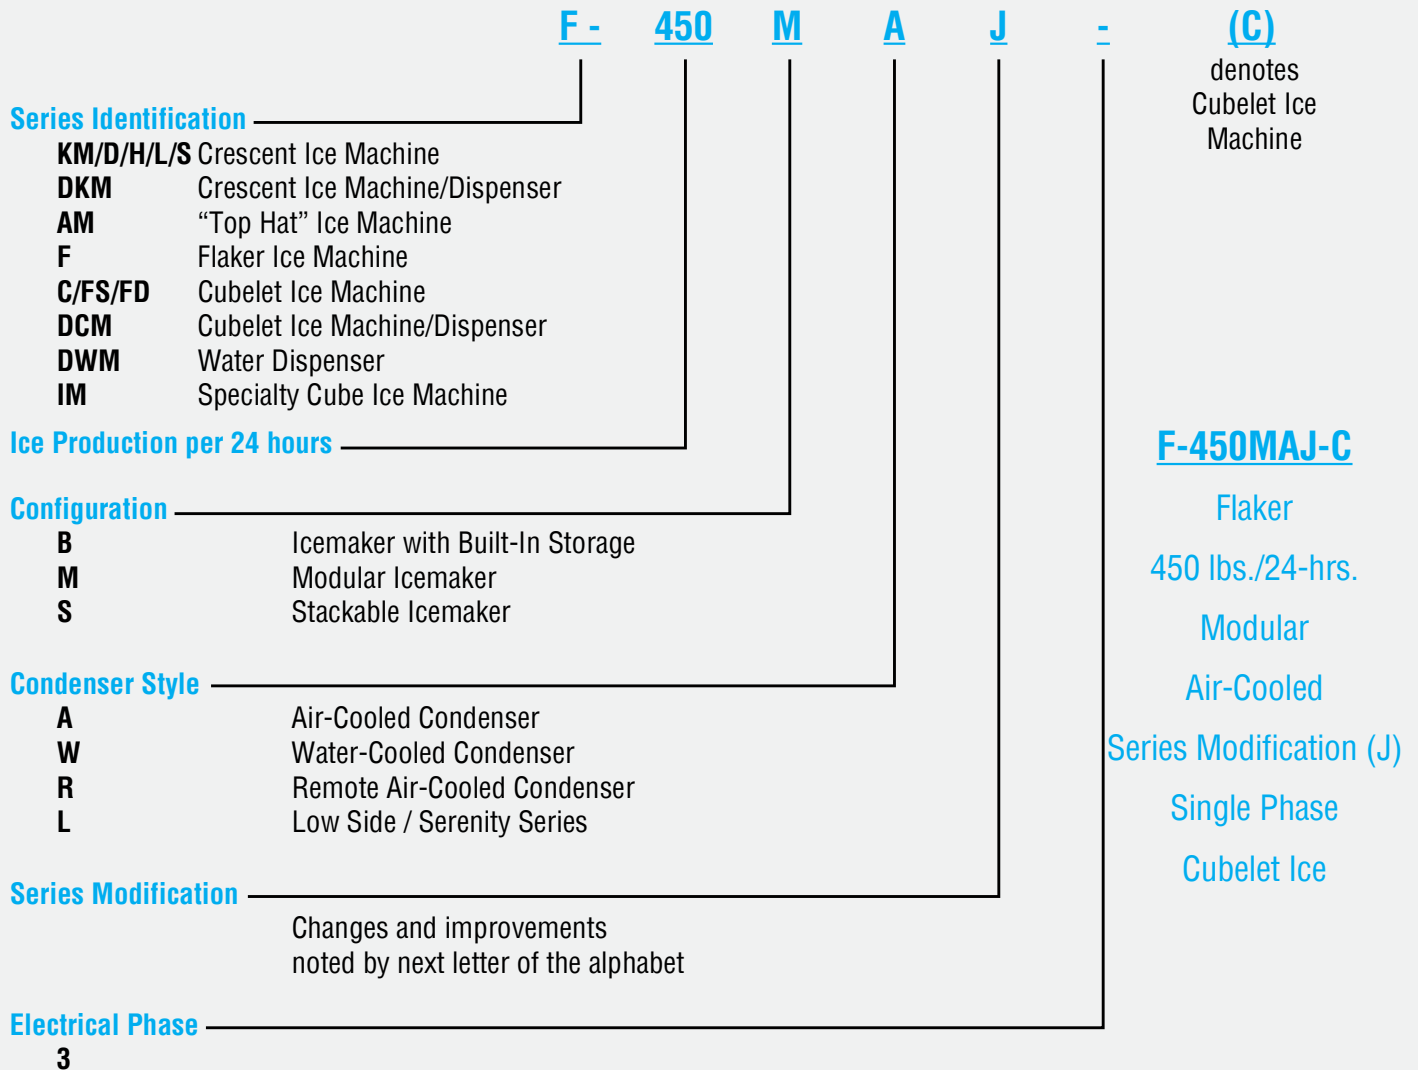 F - 450 M A J - (C)
denotes
Cubelet Ice
Machine
Series Identification
KM/D/H/L/S Crescent Ice Machine
DKM Crescent Ice Machine/Dispenser
AM “Top Hat” Ice Machine
F Flaker Ice Machine
C/FS/FD Cubelet Ice Machine
DCM Cubelet Ice Machine/Dispenser
DWM Water Dispenser
IM Specialty Cube Ice Machine
Ice Production per 24 hours
Configuration
B Icemaker with Built-In Storage
M Modular Icemaker
S Stackable Icemaker
Condenser Style
A Air-Cooled Condenser
W Water-Cooled Condenser
R Remote Air-Cooled Condenser
L Low Side / Serenity Series
Series Modification
Changes and improvements
noted by next letter of the alphabet
Electrical Phase
3
F-450MAJ-C
Flaker
450 lbs./24-hrs.
Modular
Air-Cooled
Series Modification (J)
Single Phase
Cubelet Ice